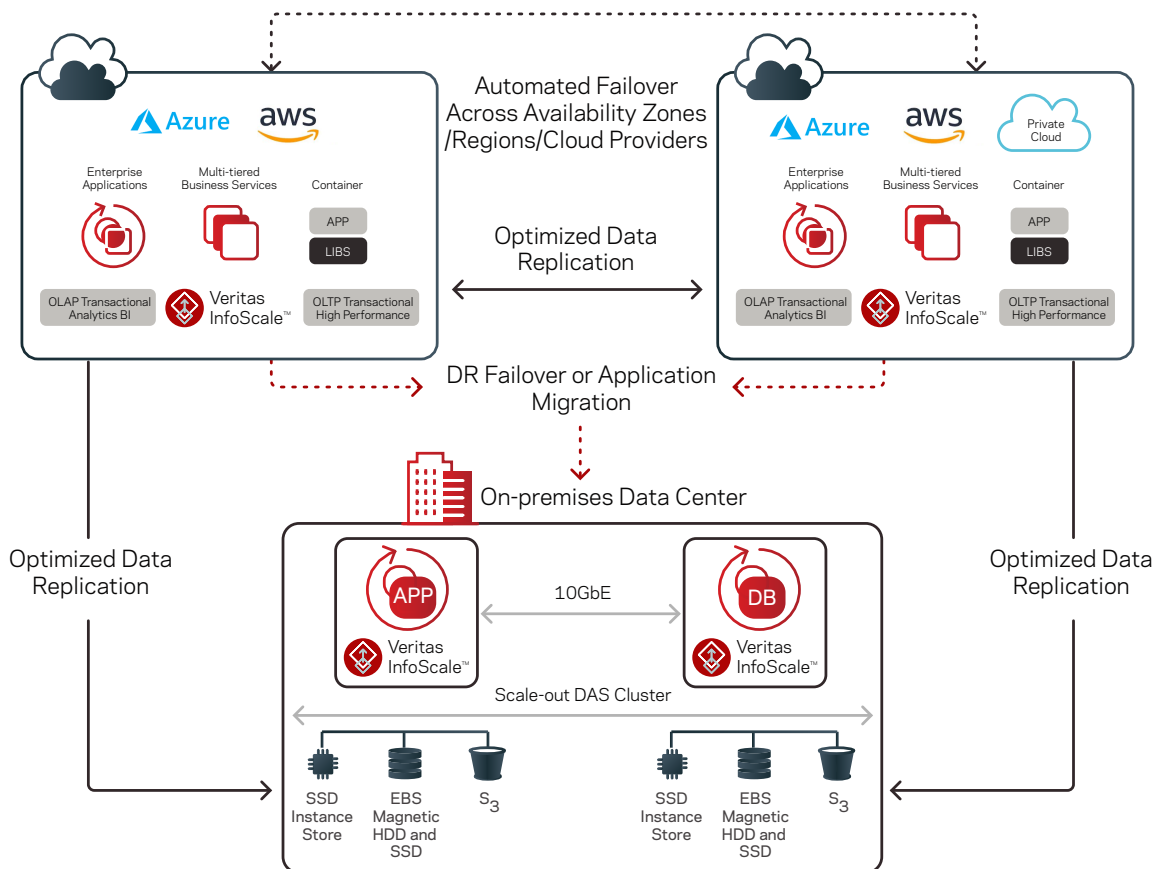 Automated Failover
Across Availability Zones
/Regions/Cloud Providers
Azure
aws
Enterprise
Applications
Multi-tiered
Business Services
Container
APP
LIBS
OLAP Transactional
Analytics BI
Veritas
InfoScale™
OLTP Transactional
High Performance
Optimized Data
Replication
Azure
aws
Private
Cloud
Enterprise
Applications
Multi-tiered
Business Services
Container
APP
LIBS
OLAP Transactional
Analytics BI
Veritas
InfoScale™
OLTP Transactional
High Performance
DR Failover or Application
Migration
On-premises Data Center
Optimized Data
Replication
Optimized Data
Replication
APP
Veritas
InfoScale™
10GbE
DB
Veritas
InfoScale™
Scale-out DAS Cluster
SSD
Instance
Store
EBS
Magnetic
HDD and
SSD
S3
SSD
Instance
Store
EBS
Magnetic
HDD and
SSD
S3